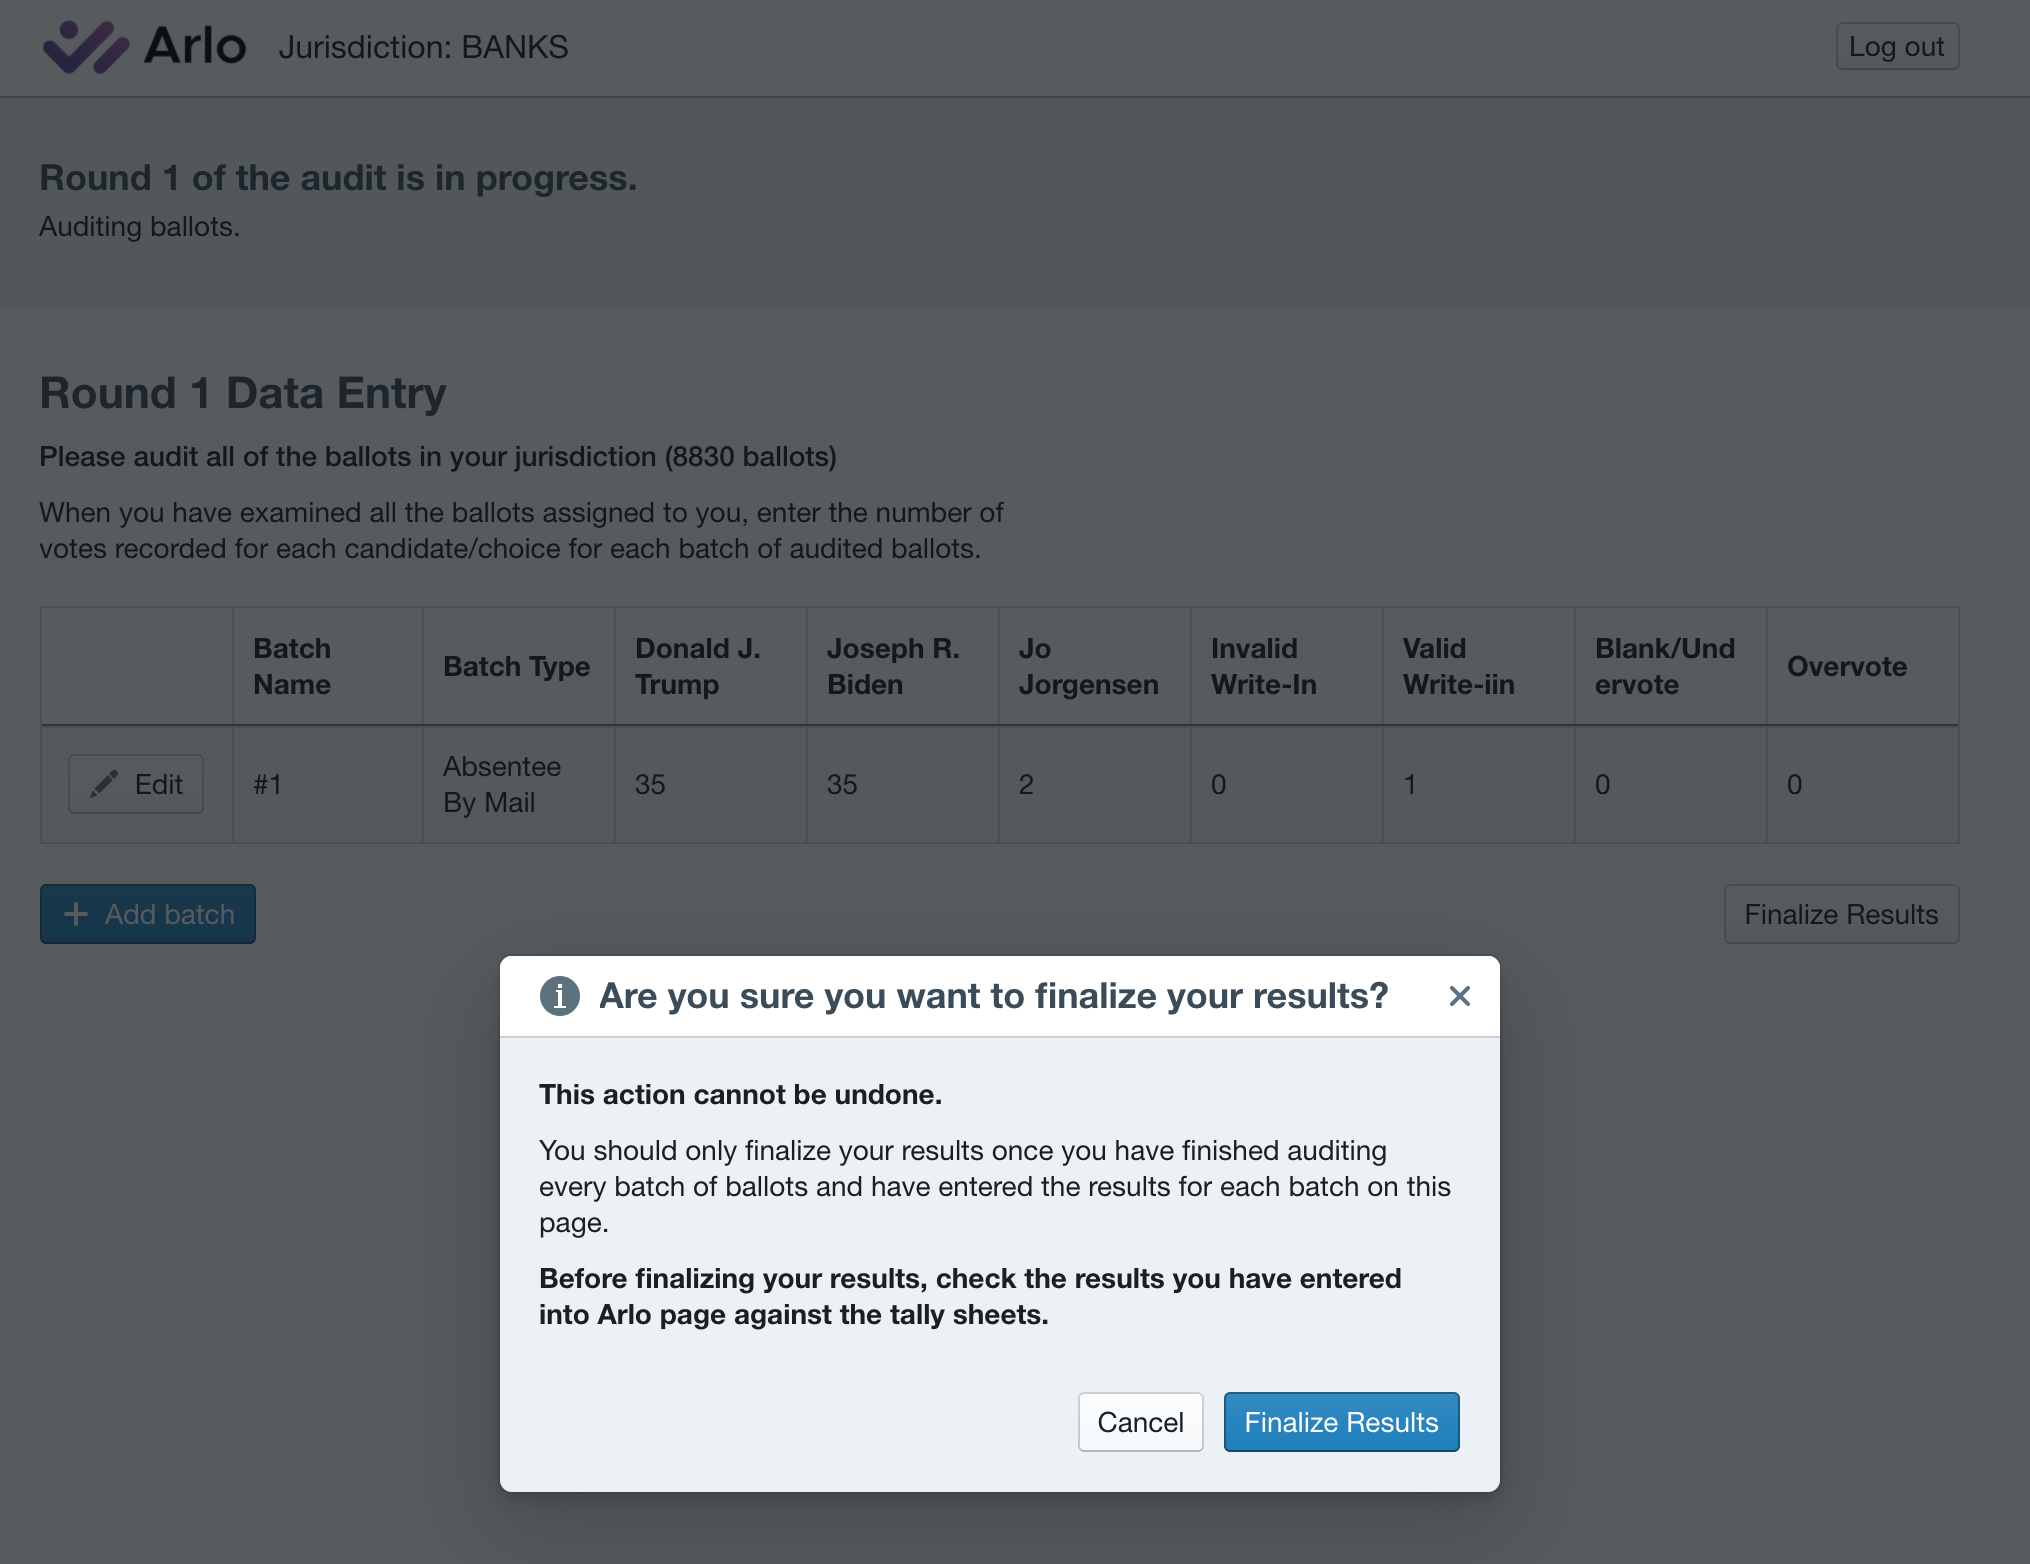 Arlo Jurisdiction: BANKS Log out
Round 1 of the audit is in progress.
Auditing ballots.
Round 1 Data Entry
Please audit all of the ballots in your jurisdiction (8830 ballots)
When you have examined all the ballots assigned to you, enter the number of
votes recorded for each candidate/choice for each batch of audited ballots.
Batch
Name
Batch Type
Donald J.
Trump
Joseph R.
Biden
Jo
Jorgensen
Invalid
Write-In
Valid
Write-iin
Blank/Und
ervote
Overvote
Edit
#1
Absentee
By Mail
35
35
2
0
1
0
0
Add batch
Finalize Results
Are you sure you want to finalize your results?
This action cannot be undone.
You should only finalize your results once you have finished auditing
every batch of ballots and have entered the results for each batch on this
page.
Before finalizing your results, check the results you have entered
into Arlo page against the tally sheets.
Cancel
Finalize Results